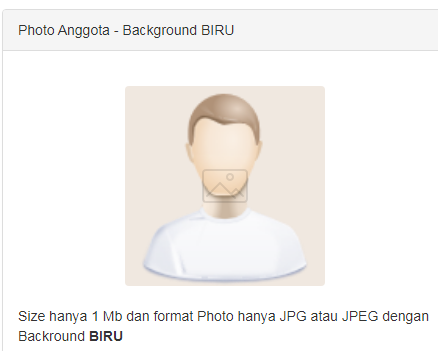 Photo Anggota - Background BIRU
Size hanya 1 Mb dan format Photo hanya JPG atau JPEG dengan
Backround BIRU